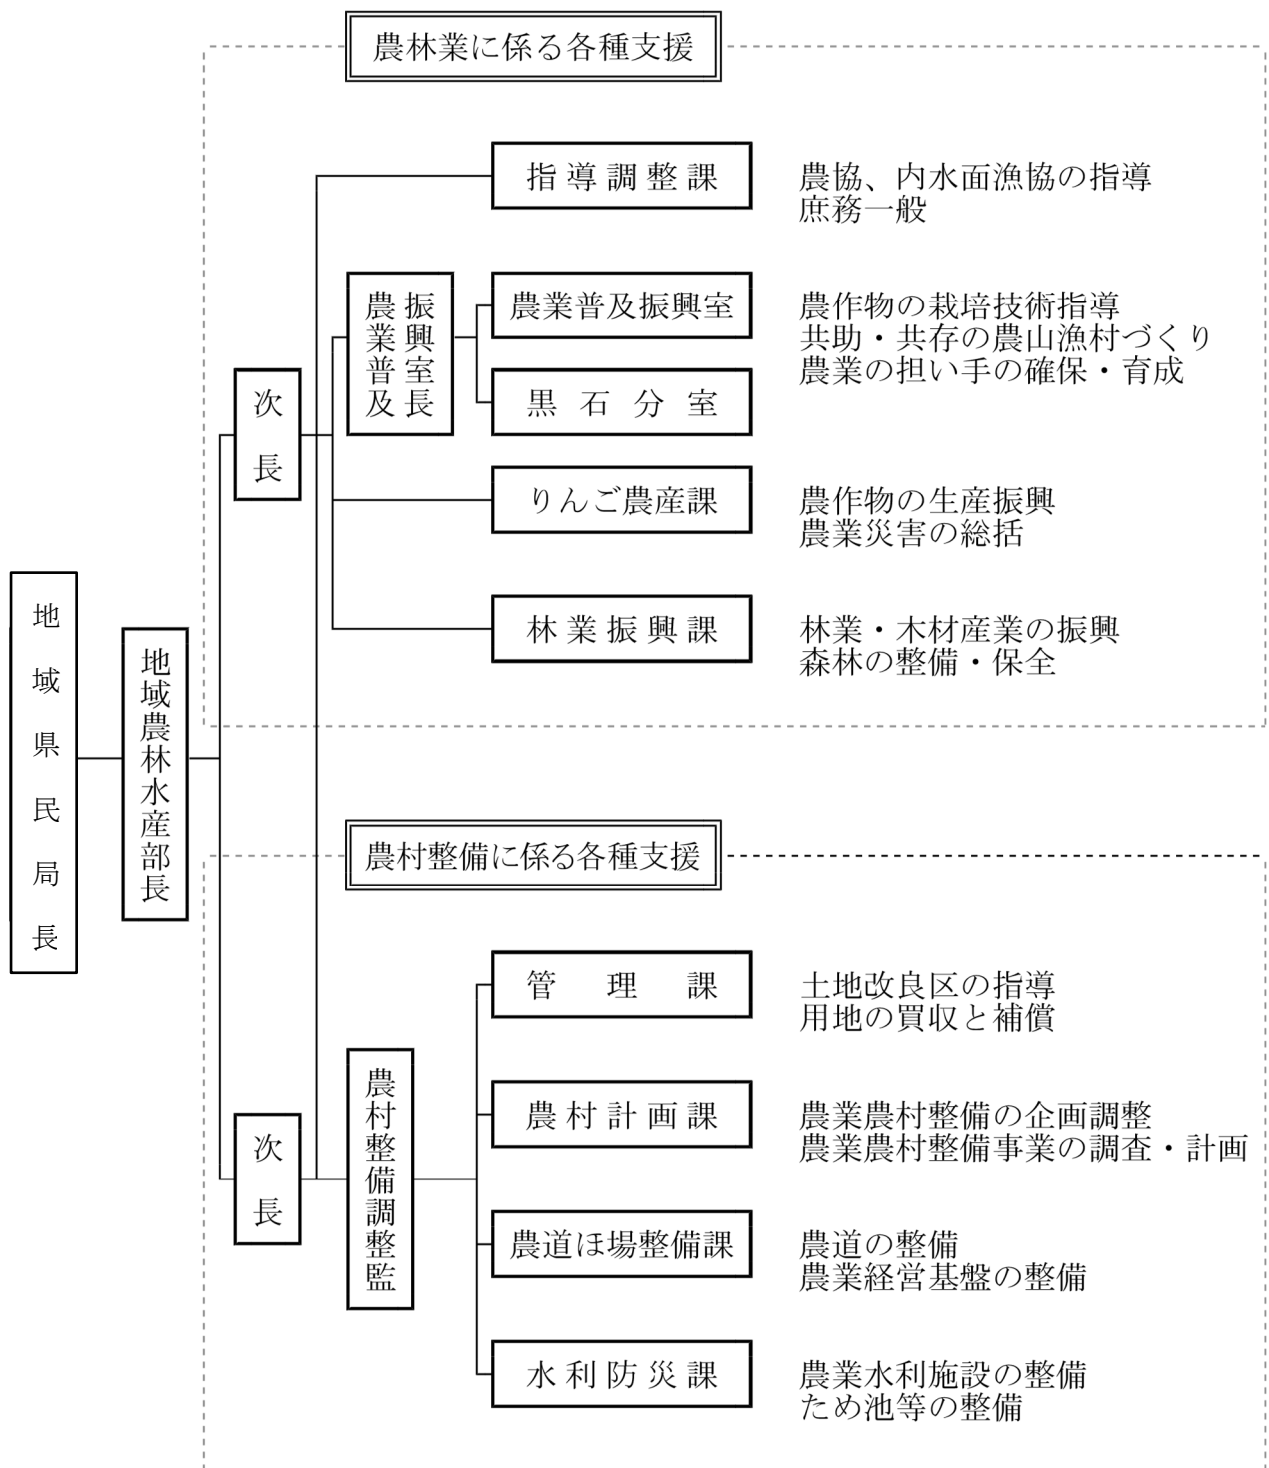 農林業に係る各種支援
指導調整課
農協、内水面漁協の指導
庶務一般
農業普及
振興室長
農業普及振興室
農作物の栽培技術指導
共助・共存の農山漁村づくり
農業の担い手の確保・育成
黒石分室
次長
りんご農産課
農作物の生産振興
農業災害の総括
林業振興課
林業・木材産業の振興
森林の整備・保全
地域県民局長
地域農林水産部長
農村整備に係る各種支援
管理課
土地改良区の指導
用地の買収と補償
農村計画課
農業農村整備の企画調整
農業農村整備事業の調査・計画
次長
農村整備調整監
農道ほ場整備課
農道の整備
農業経営基盤の整備
水利防災課
農業水利施設の整備
ため池等の整備